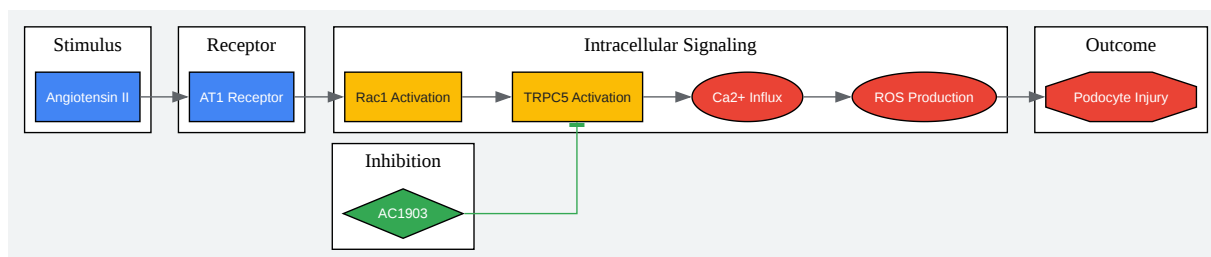 Stimulus
Receptor
Intracellular Signaling
Outcome
Angiotensin II
AT1 Receptor
Rac1 Activation
TRPC5 Activation
Ca2+ Influx
ROS Production
Podocyte Injury
Inhibition
AC1903